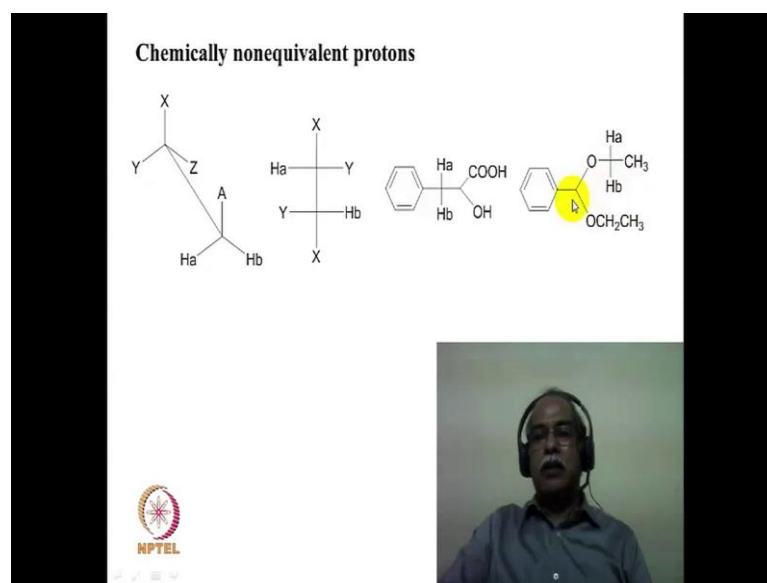 Chemically nonequivalent protons
X
Y
Z
A
Ha
Hb
X
Ha
Y
Y
Hb
X
Ha
COOH
Hb
OH
Ha
O
CH3
Hb
OCH2CH3
NPTEL